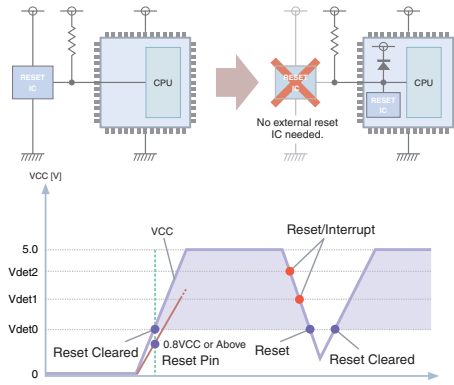 RESET
IC
CPU
RESET
IC
No external reset
IC needed.
RESET
IC
CPU
VCC [V]
VCC
Reset/Interrupt
5.0
Vdet2
Vdet1
Vdet0
0
Reset Cleared
0.8VCC or Above
Reset Pin
Reset
Reset Cleared